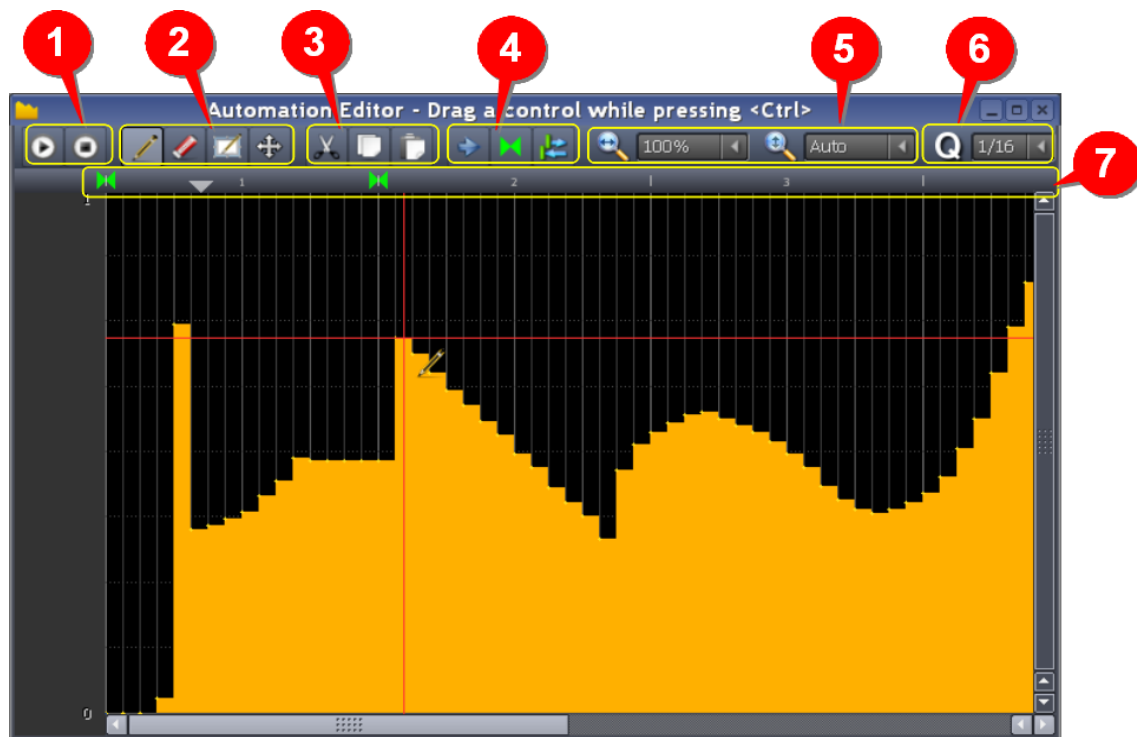 1 2 3 4 5 6
Automation Editor - Drag a control while pressing <Ctrl>
100% Auto Q 1/16
7
1 2 3
1
0